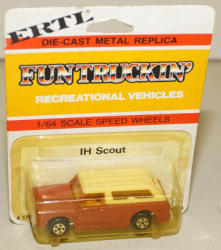 ERTL
DIE-CAST METAL REPLICA
FUN TRUCKIN'
RECREATIONAL VEHICLES
1/64 SCALE SPEED WHEELS
IH Scout